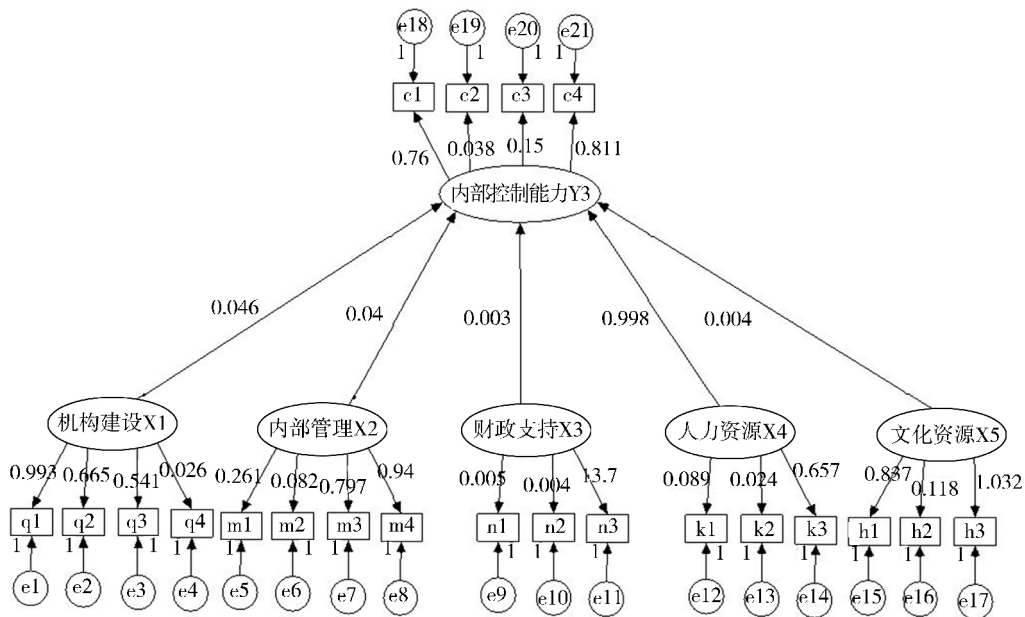 e18 e19 e20 e21
1 1 1 1
c1 c2 c3 c4
0.76 0.038 0.15 0.811
内部控制能力Y3
0.046 0.04 0.003 0.998 0.004
机构建设X1 内部管理X2 财政支持X3 人力资源X4 文化资源X5
0.993 0.665 0.541 0.026 0.261 0.082 0.797 0.94 0.005 0.004 13.7 0.089 0.024 0.657 0.837 0.118 1.032
q1 q2 q3 q4 m1 m2 m3 m4 n1 n2 n3 k1 k2 k3 h1 h2 h3
1 1 1 1 1 1 1 1 1 1 1 1 1 1 1 1 1
e1 e2 e3 e4 e5 e6 e7 e8 e9 e10 e11 e12 e13 e14 e15 e16 e17